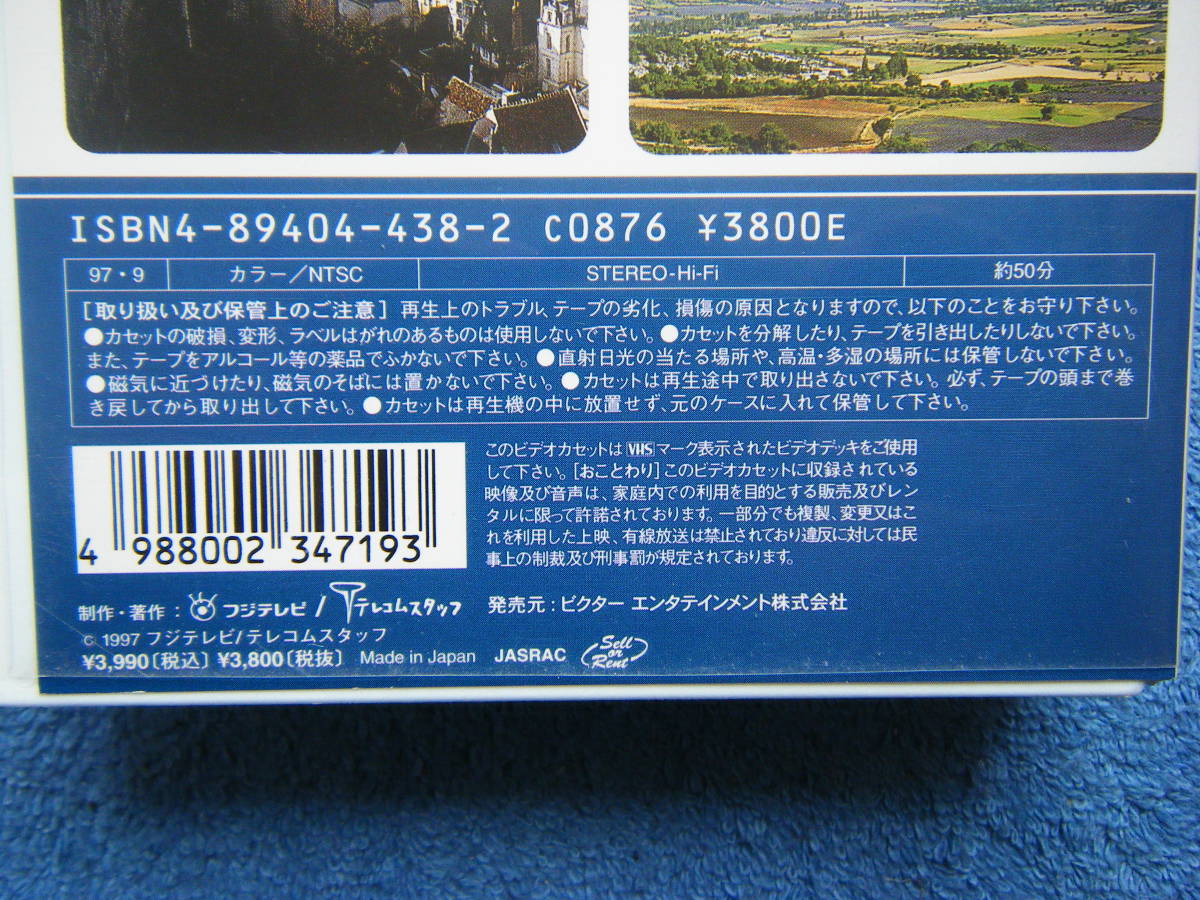 ISBN4-89404-438-2 C0876 ¥3800E
97・9 カラー/NTSC STEREO-Hi-Fi 約50分
[取り扱い及び保管上のご注意] 再生上のトラブル、テープの劣化、損傷の原因となりますので、以下のことをお守り下さい。
●カセットの破損、変形、ラベルはがれのあるものは使用しないで下さい。●カセットを分解したり、テープを引き出したりしないで下さい。
また、テープをアルコール等の薬品でふかないで下さい。●直射日光の当たる場所や、高温・多湿の場所には保管しないで下さい。
●磁気に近づけたり、磁気のそばには置かないで下さい。●カセットは再生途中で取り出さないで下さい。必ず、テープの頭まで巻
き戻してから取り出して下さい。●カセットは再生機の中に放置せず、元のケースに入れて保管して下さい。
このビデオカセットはVHSマーク表示されたビデオデッキをご使用
して下さい。[おことわり]このビデオカセットに収録されている
映像及び音声は、家庭内での利用を目的とする販売及びレン
タルに限って許諾されております。一部分でも複製、変更又はこ
れを利用した上映、有線放送は禁止されており違反に対しては民
事上の制裁及び刑事罰が規定されております。
4 988002 347193
制作・著作:フジテレビ/テレコムスタッフ 発売元:ビクター エンタテインメント株式会社
© 1997 フジテレビ/テレコムスタッフ
¥3,990〔税込〕¥3,800〔税抜〕 Made in Japan JASRAC Sell or Rent